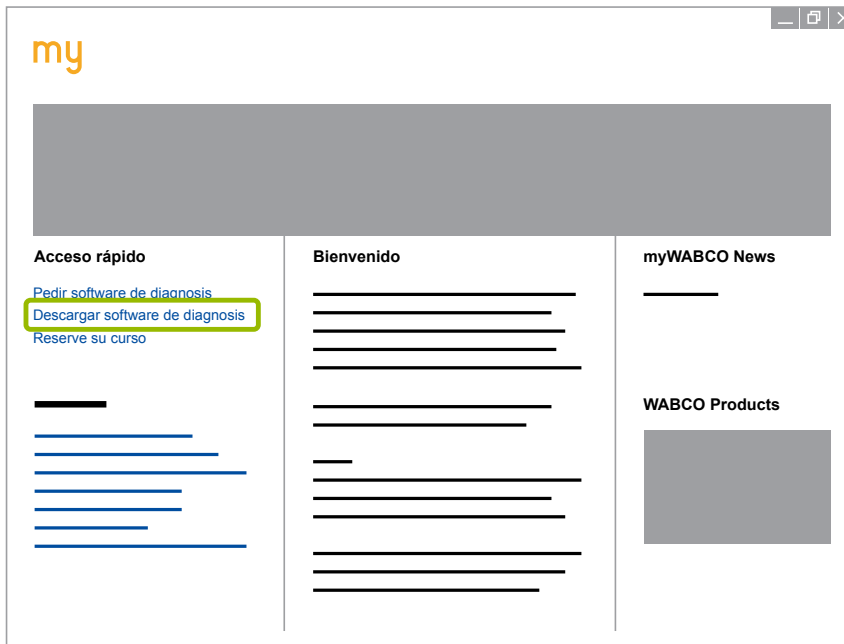 my
Acceso rápido
Pedir software de diagnosis
Descargar software de diagnosis
Reserve su curso
Bienvenido
myWABCO News
WABCO Products